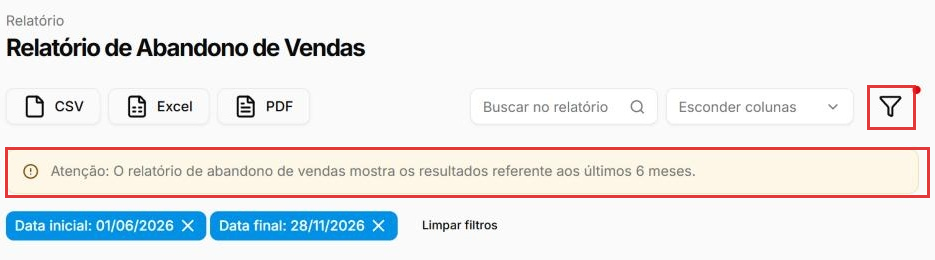 Relatório
Relatório de Abandono de Vendas
CSV Excel PDF Buscar no relatório Esconder colunas
Atenção: O relatório de abandono de vendas mostra os resultados referente aos últimos 6 meses.
Data inicial: 01/06/2026 Data final: 28/11/2026 Limpar filtros